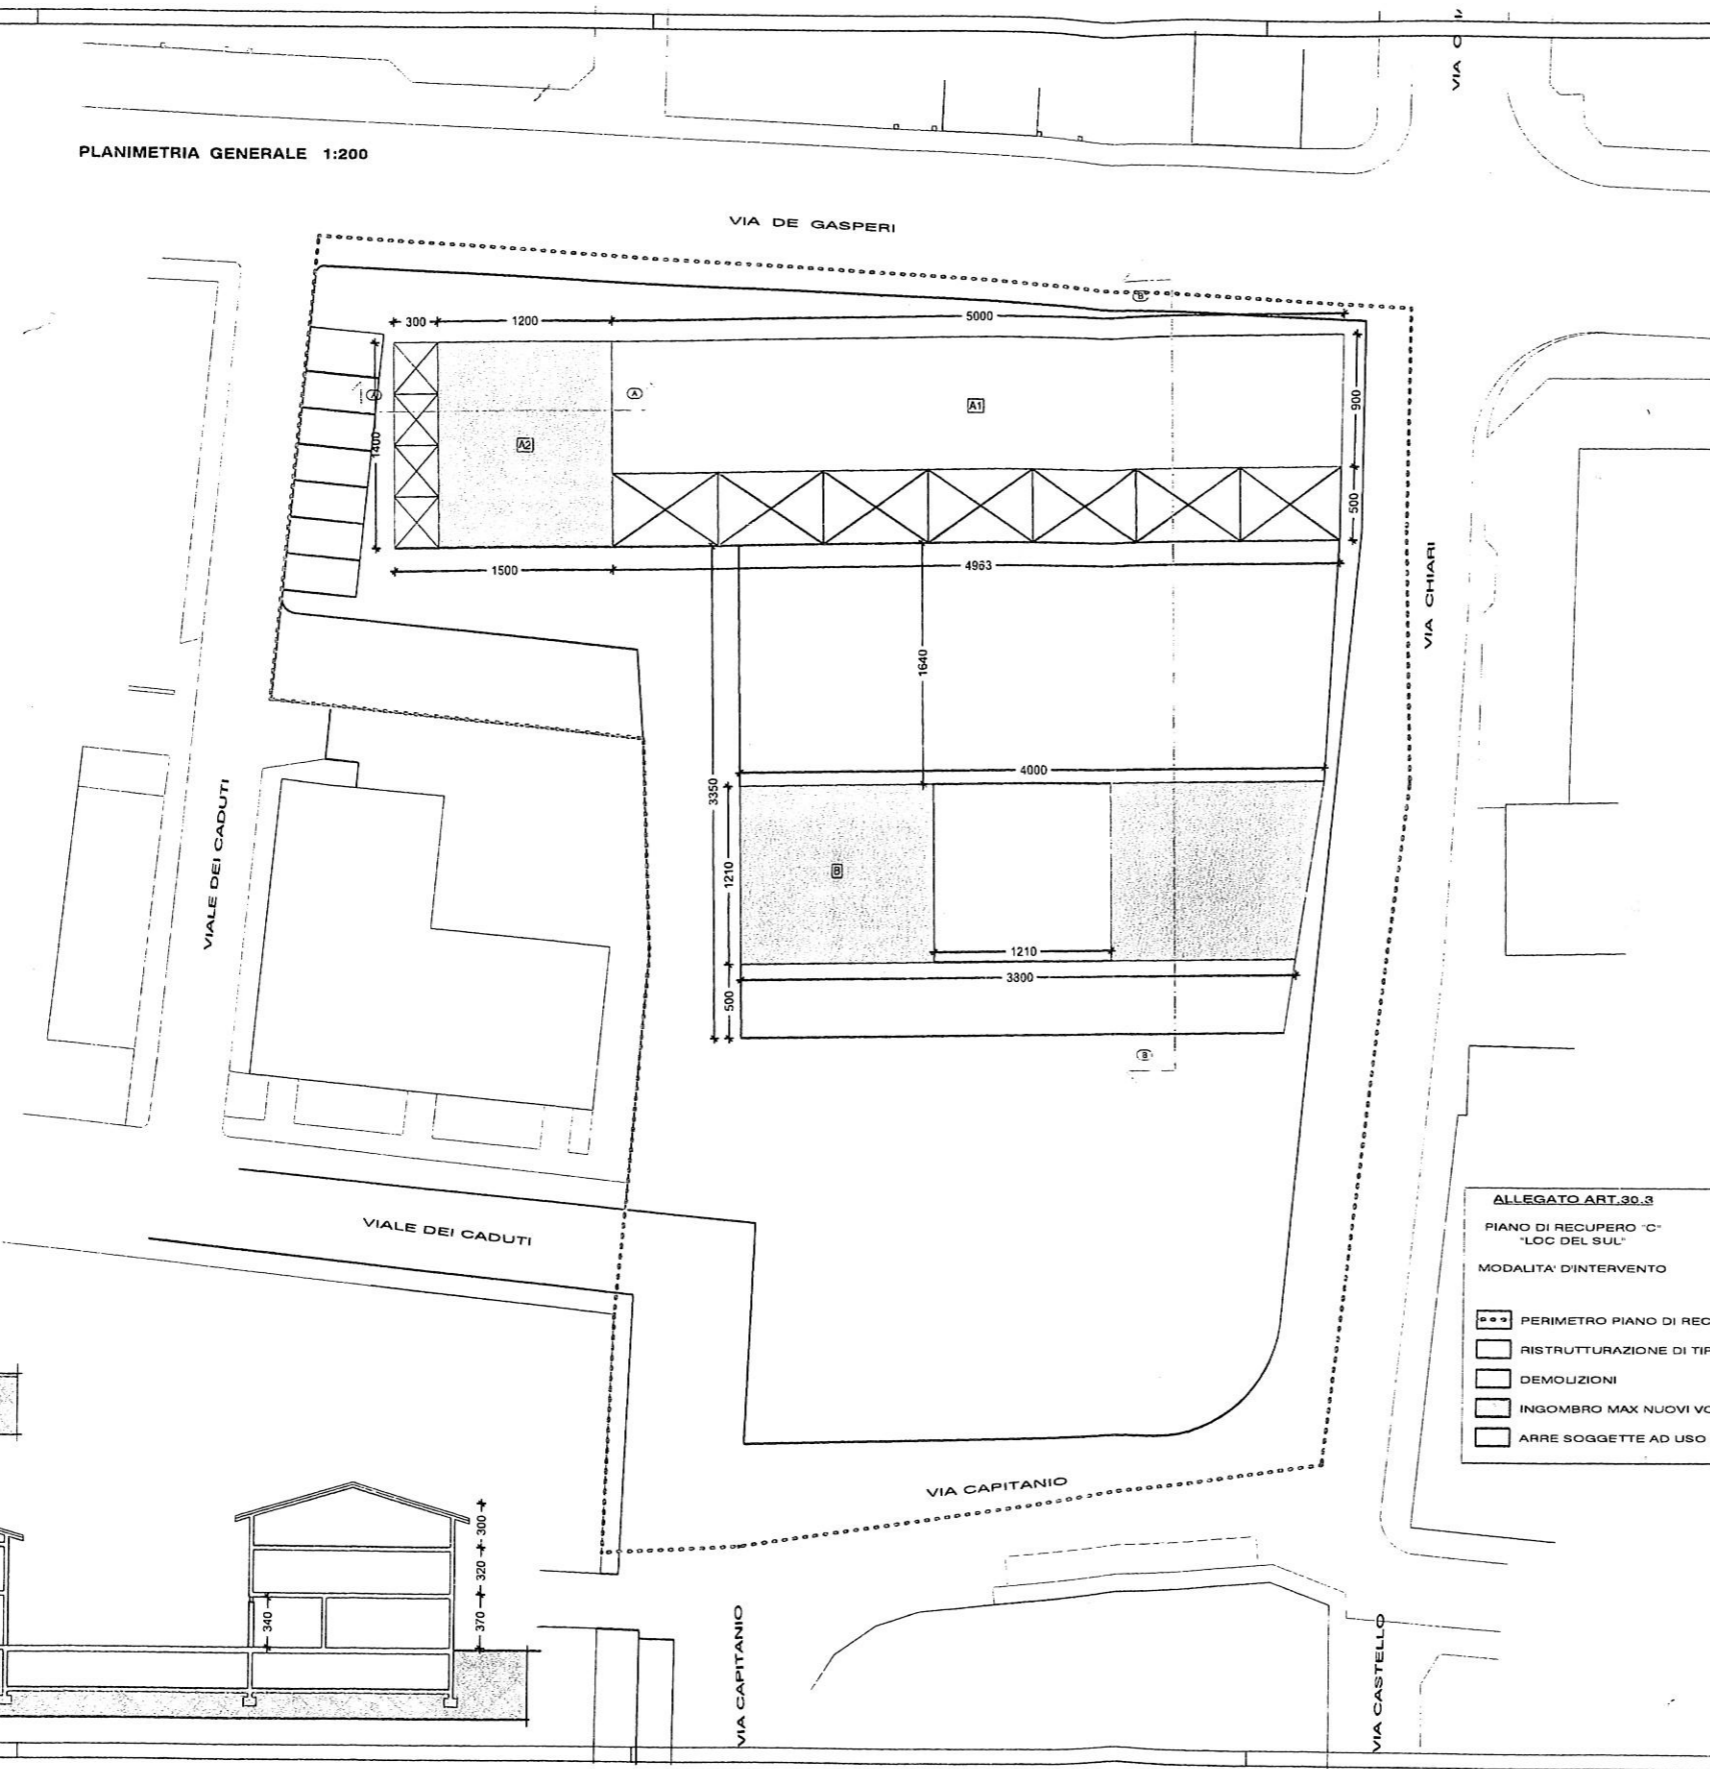 PLANIMETRIA GENERALE 1:200
VIA DE GASPERI
B
300
1200
5000
A
A
A1
900
1400
A2
500
1500
4963
VIA CHIARI
1640
4000
3350
VIALE DEI CADUTI
1210
B
1210
3300
500
B
ALLEGATO ART.30.3
PIANO DI RECUPERO "C"
"LOC DEL SUL"
MODALITA' D'INTERVENTO
PERIMETRO PIANO DI REC
RISTRUTTURAZIONE DI TIP
DEMOLIZIONI
INGOMBRO MAX NUOVI VO
ARRE SOGGETTE AD USO
VIALE DEI CADUTI
VIA CAPITANIO
300
320
340
370
VIA CAPITANIO
VIA CASTELLO